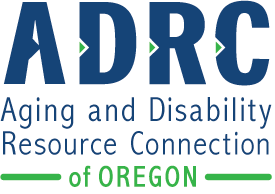 ADRC
Aging and Disability
Resource Connection
of OREGON